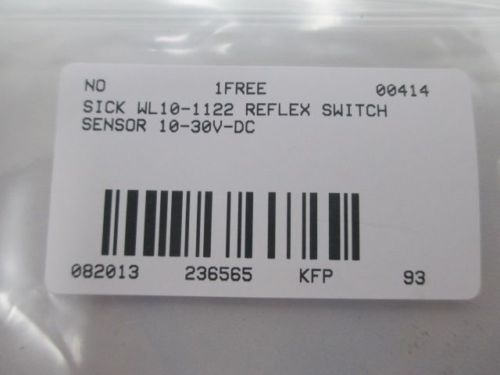 NO 1FREE 00414
SICK WL10-1122 REFLEX SWITCH
SENSOR 10-30V-DC
082013 236565 KFP 93